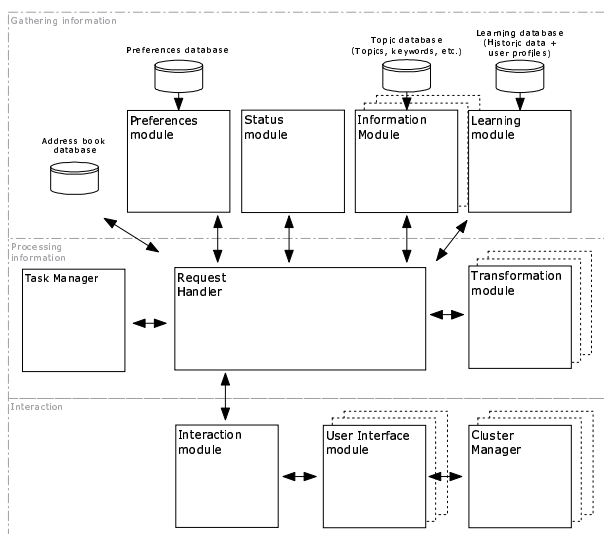 Gathering information
Preferences database
Topic database
(Topics, keywords, etc.)
Learning database
(Historic data +
user profiles)
Address book
database
Preferences
module
Status
module
Information
Module
Learning
module
Processing
information
Task Manager
Request
Handler
Transformation
module
Interaction
Interaction
module
User Interface
module
Cluster
Manager